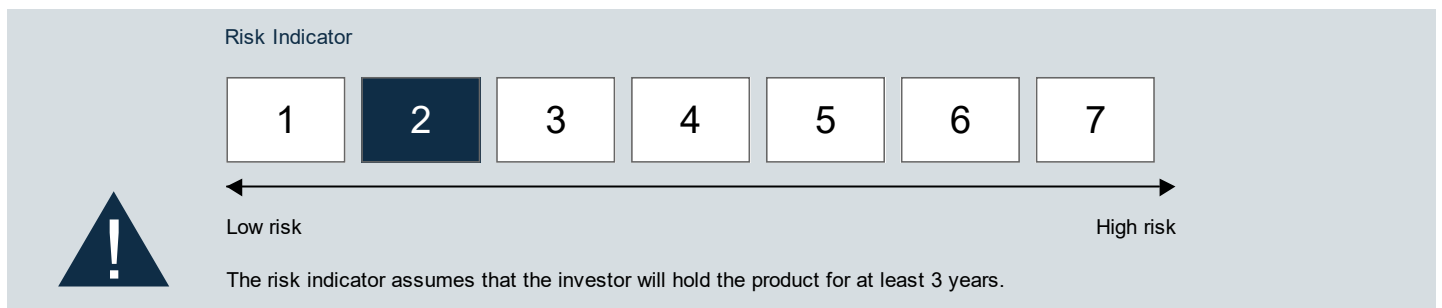 Risk Indicator
1 2 3 4 5 6 7
Low risk High risk
!
The risk indicator assumes that the investor will hold the product for at least 3 years.